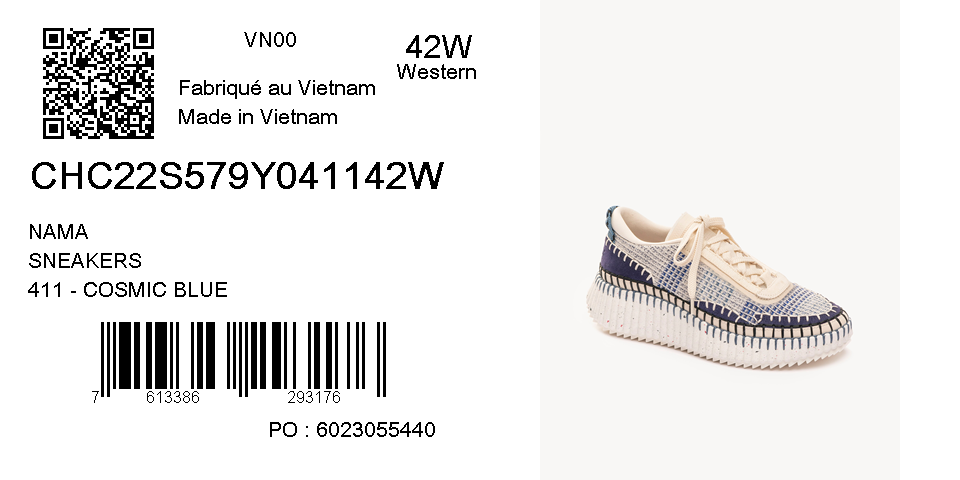 VN00
42W
Western
Fabriqué au Vietnam
Made in Vietnam
CHC22S579Y041142W
NAMA
SNEAKERS
411 - COSMIC BLUE
7 613386 293176
PO : 6023055440